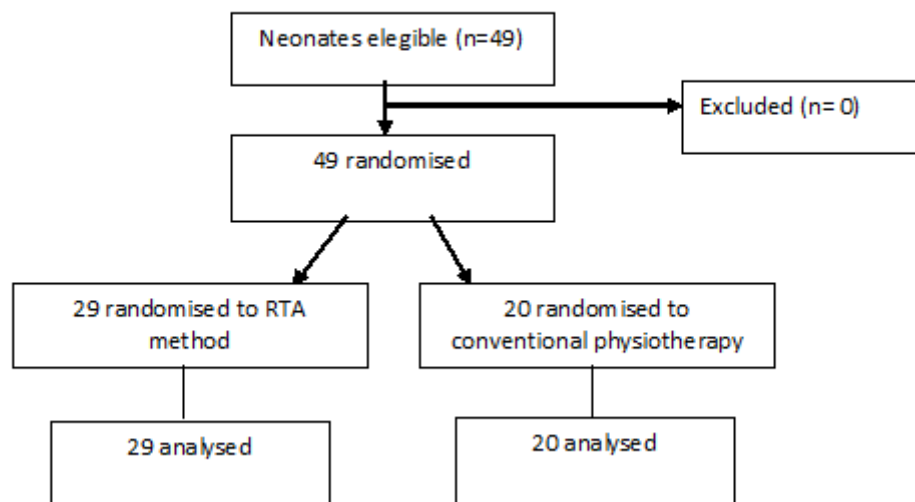 Neonates elegible (n=49)
Excluded (n= 0)
49 randomised
29 randomised to RTA
method
20 randomised to
conventional physiotherapy
29 analysed
20 analysed